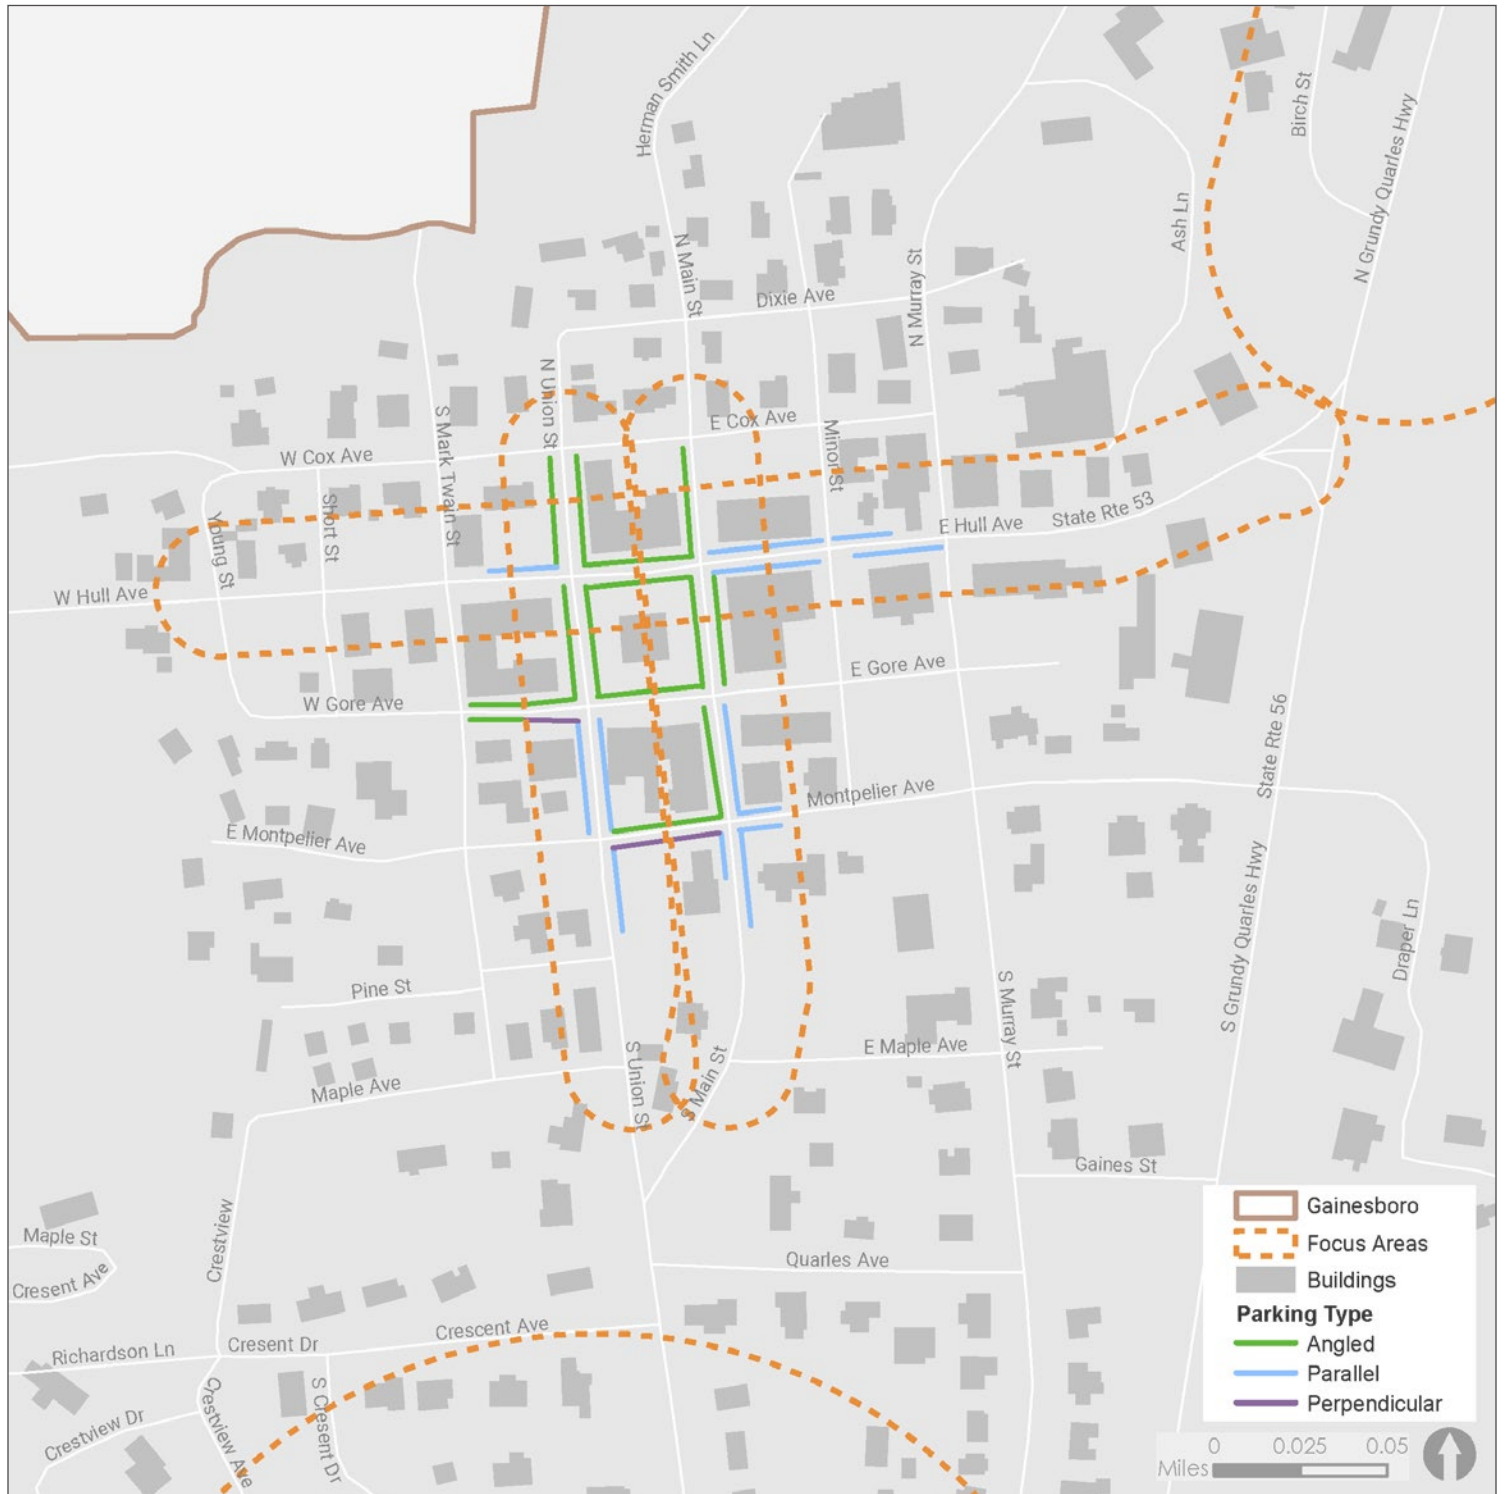 Herman Smith Ln
Birch St
N Grundy Quarles Hwy
Ash Ln
N Main St
N Murray St
Dixie Ave
N Union St
S Mark Twain St
E Cox Ave
Minor St
W Cox Ave
Young St
Short St
E Hull Ave
State Rte 53
W Hull Ave
E Gore Ave
W Gore Ave
State Rte 56
Montpelier Ave
E Montpelier Ave
S Grundy Quarles Hwy
Draper Ln
Pine St
S Murray St
E Maple Ave
S Union St
S Main St
Maple Ave
Gaines St
Crestview
Maple St
Cresent Ave
Quarles Ave
Crescent Ave
Cresent Dr
Richardson Ln
S Cresent Dr
Crestview Ave
Crestview Dr
Gainesboro
Focus Areas
Buildings
Parking Type
Angled
Parallel
Perpendicular
0 0.025 0.05
Miles